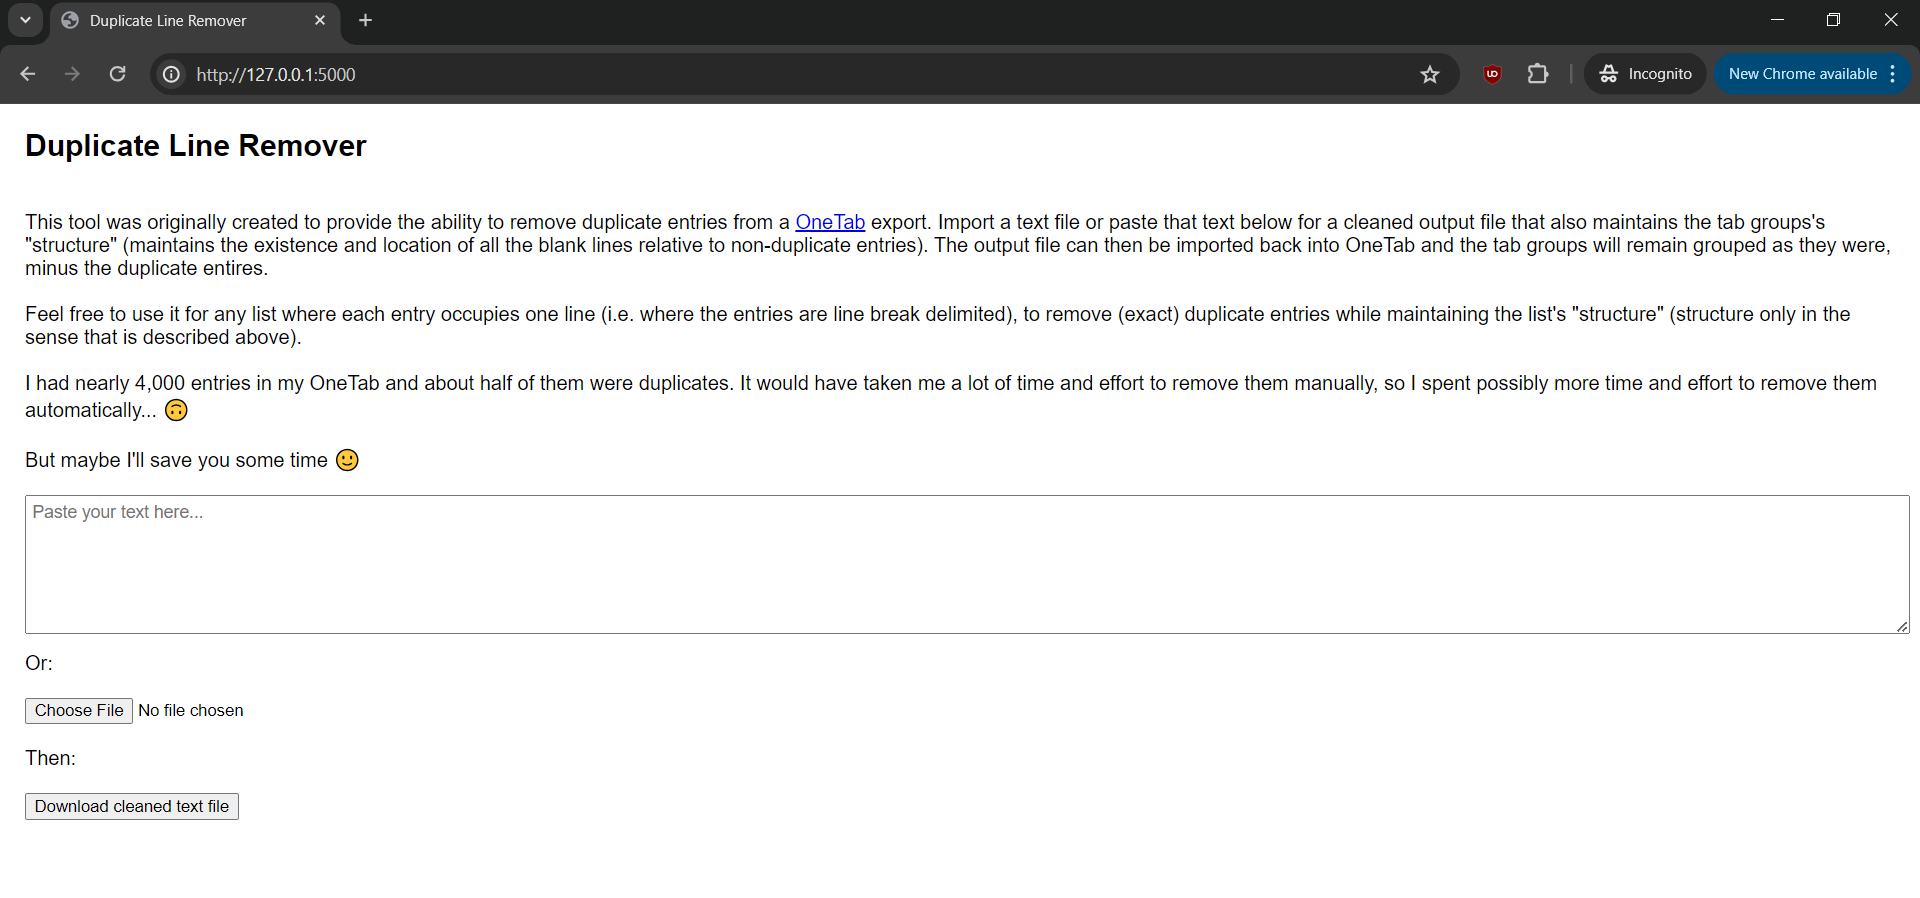 Duplicate Line Remover
http://127.0.0.1:5000
Incognito
New Chrome available
Duplicate Line Remover
This tool was originally created to provide the ability to remove duplicate entries from a OneTab export. Import a text file or paste that text below for a cleaned output file that also maintains the tab groups's
"structure" (maintains the existence and location of all the blank lines relative to non-duplicate entries). The output file can then be imported back into OneTab and the tab groups will remain grouped as they were,
minus the duplicate entires.
Feel free to use it for any list where each entry occupies one line (i.e. where the entries are line break delimited), to remove (exact) duplicate entries while maintaining the list's "structure" (structure only in the
sense that is described above).
I had nearly 4,000 entries in my OneTab and about half of them were duplicates. It would have taken me a lot of time and effort to remove them manually, so I spent possibly more time and effort to remove them
automatically... 🙃
But maybe I'll save you some time 🙂
Paste your text here...
Or:
Choose File No file chosen
Then:
Download cleaned text file